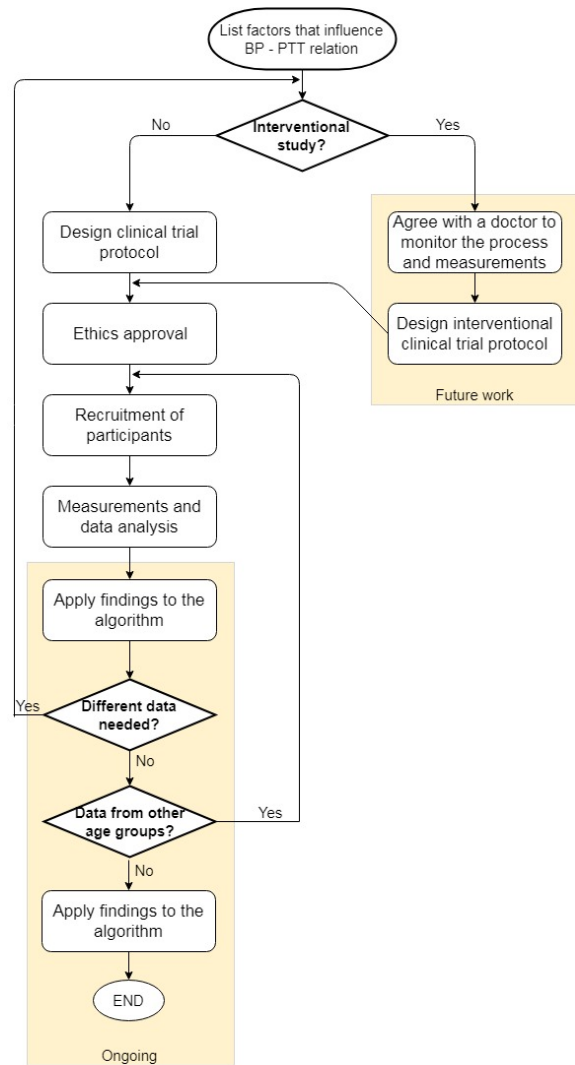 List factors that influence
BP - PTT relation
Interventional
study?
No
Yes
Design clinical trial
protocol
Agree with a doctor to
monitor the process
and measurements
Ethics approval
Design interventional
clinical trial protocol
Future work
Recruitment of
participants
Measurements and
data analysis
Apply findings to the
algorithm
Different data
needed?
Yes
No
Data from other
age groups?
Yes
No
Apply findings to the
algorithm
END
Ongoing